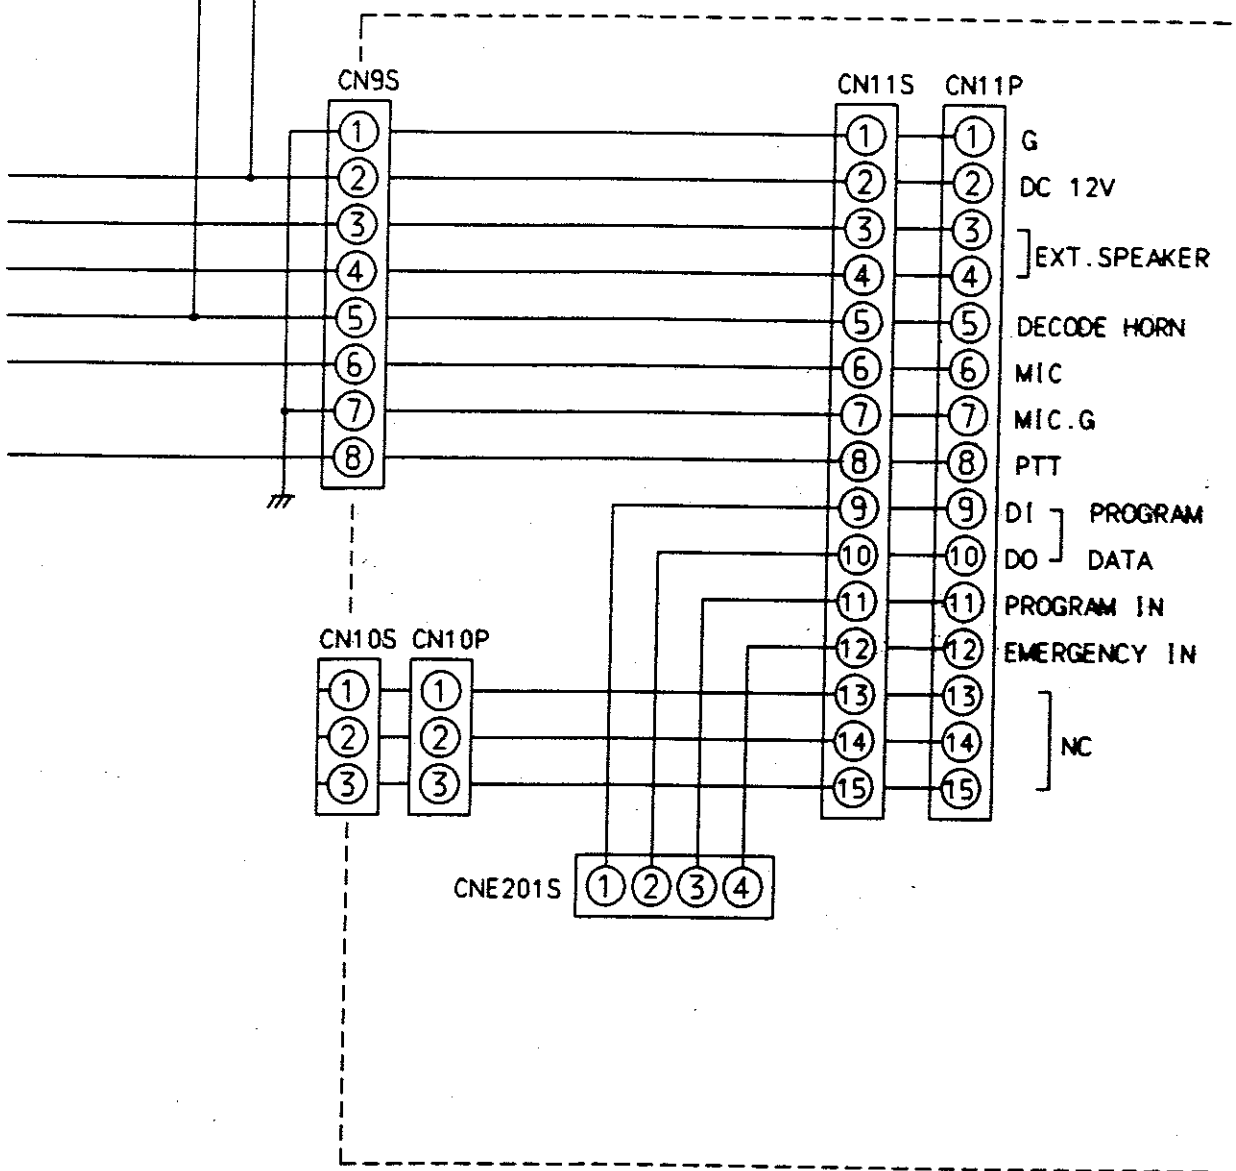 CN9S
CN11S CN11P
1 1 1 G
2 2 2 DC 12V
3 3 3
EXT.SPEAKER
4 4 4
5 5 5 DECODE HORN
6 6 6 MIC
7 7 7 MIC.G
8 8 8 PTT
9 9 DI PROGRAM
10 10 DO DATA
11 11 PROGRAM IN
CN10S CN10P
12 12 EMERGENCY IN
1 1 13 13
2 2 14 14 NC
3 3 15 15
CNE201S 1 2 3 4